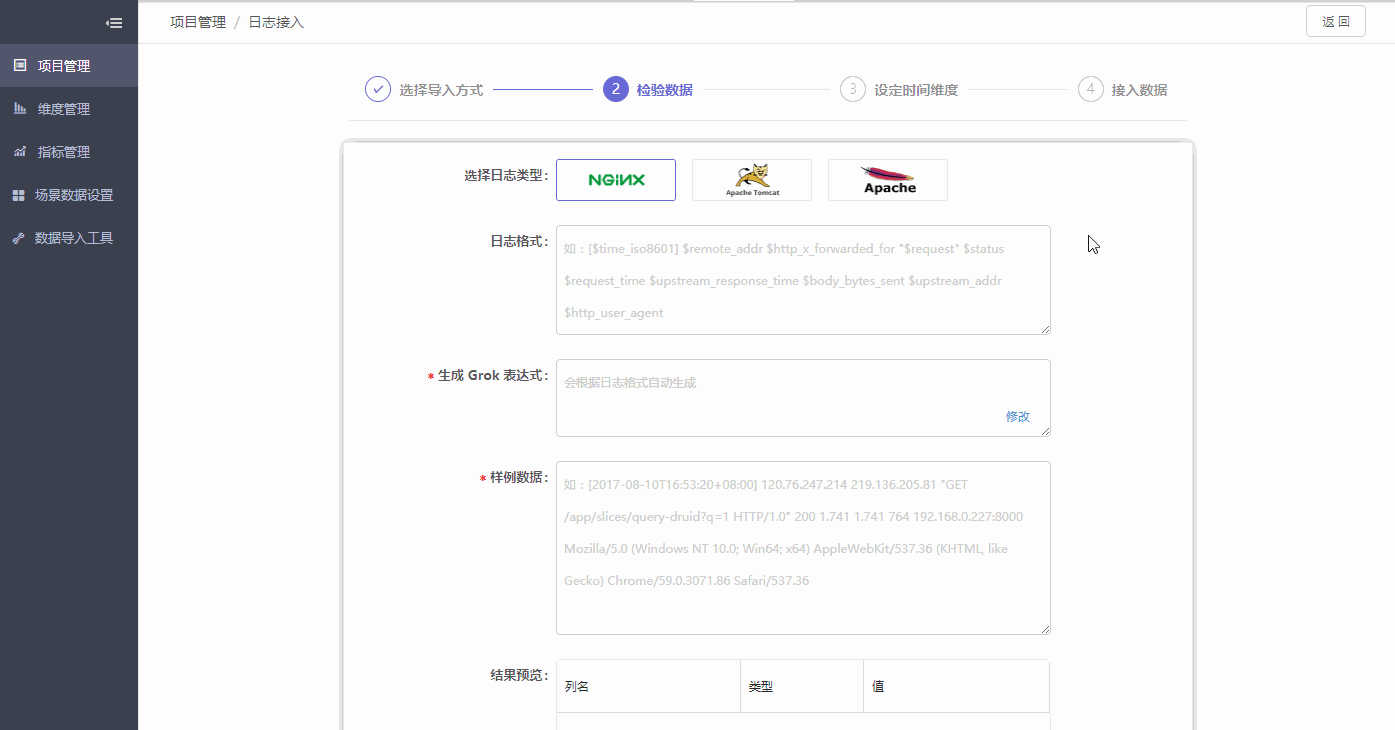 项目管理 / 日志接入
返 回
项目管理
维度管理
指标管理
场景数据设置
数据导入工具
选择导入方式
2 检验数据
3 设定时间维度
4 接入数据
选择日志类型:
NGINX
Apache Tomcat
Apache
日志格式:
如：[$time_iso8601] $remote_addr $http_x_forwarded_for "$request" $status
$request_time $upstream_response_time $body_bytes_sent $upstream_addr
$http_user_agent
* 生成 Grok 表达式:
会根据日志格式自动生成
修改
* 样例数据:
如：[2017-08-10T16:53:20+08:00] 120.76.247.214 219.136.205.81 "GET
/app/slices/query-druid?q=1 HTTP/1.0" 200 1.741 1.741 764 192.168.0.227:8000
Mozilla/5.0 (Windows NT 10.0; Win64; x64) AppleWebKit/537.36 (KHTML, like
Gecko) Chrome/59.0.3071.86 Safari/537.36
结果预览:
列名 类型 值